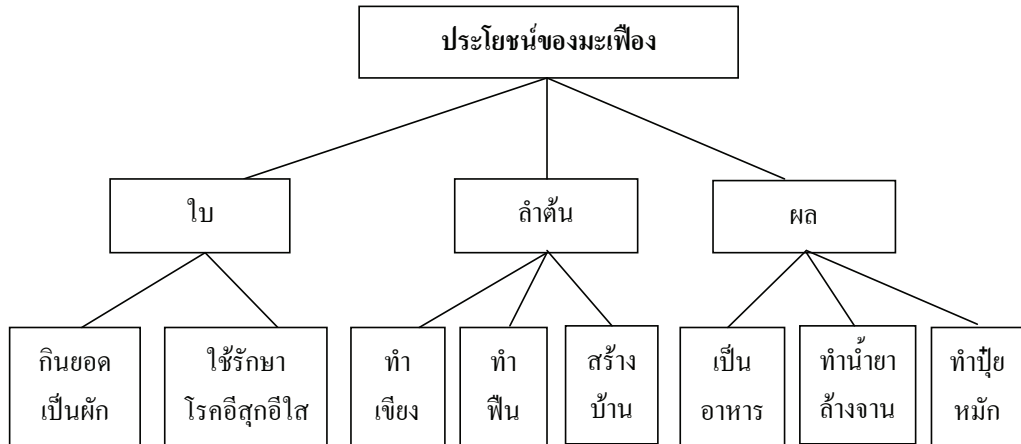 ประโยชน์ของมะเฟือง
ใบ
ลำต้น
ผล
กินยอด
เป็นผัก
ใช้รักษา
โรคอีสุกอีใส
ทำ
เขียง
ทำ
ฟืน
สร้าง
บ้าน
เป็น
อาหาร
ทำน้ำยา
ล้างจาน
ทำปุ๋ย
หมัก